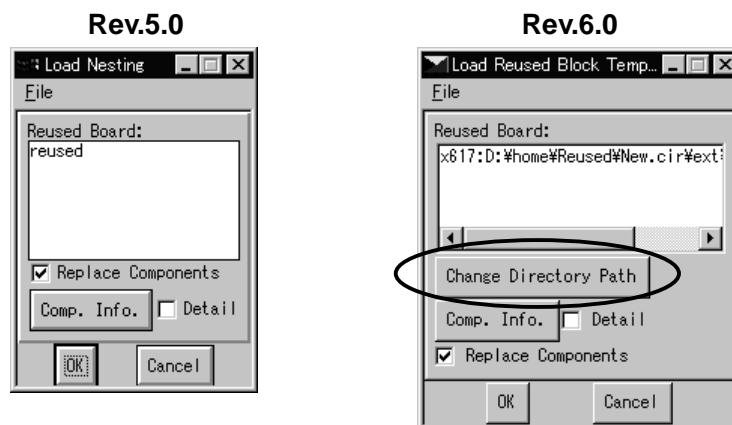 Rev.5.0
Load Nesting
File
Reused Board:
reused
Replace Components
Comp. Info. Detail
OK Cancel
Rev.6.0
Load Reused Block Temp...
File
Reused Board:
x617:D:¥home¥Reused¥New.cir¥ext
Change Directory Path
Comp. Info. Detail
Replace Components
OK Cancel